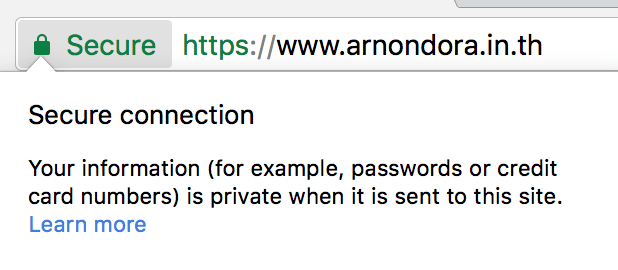 Secure https://www.arnondora.in.th
Secure connection
Your information (for example, passwords or credit
card numbers) is private when it is sent to this site.
Learn more